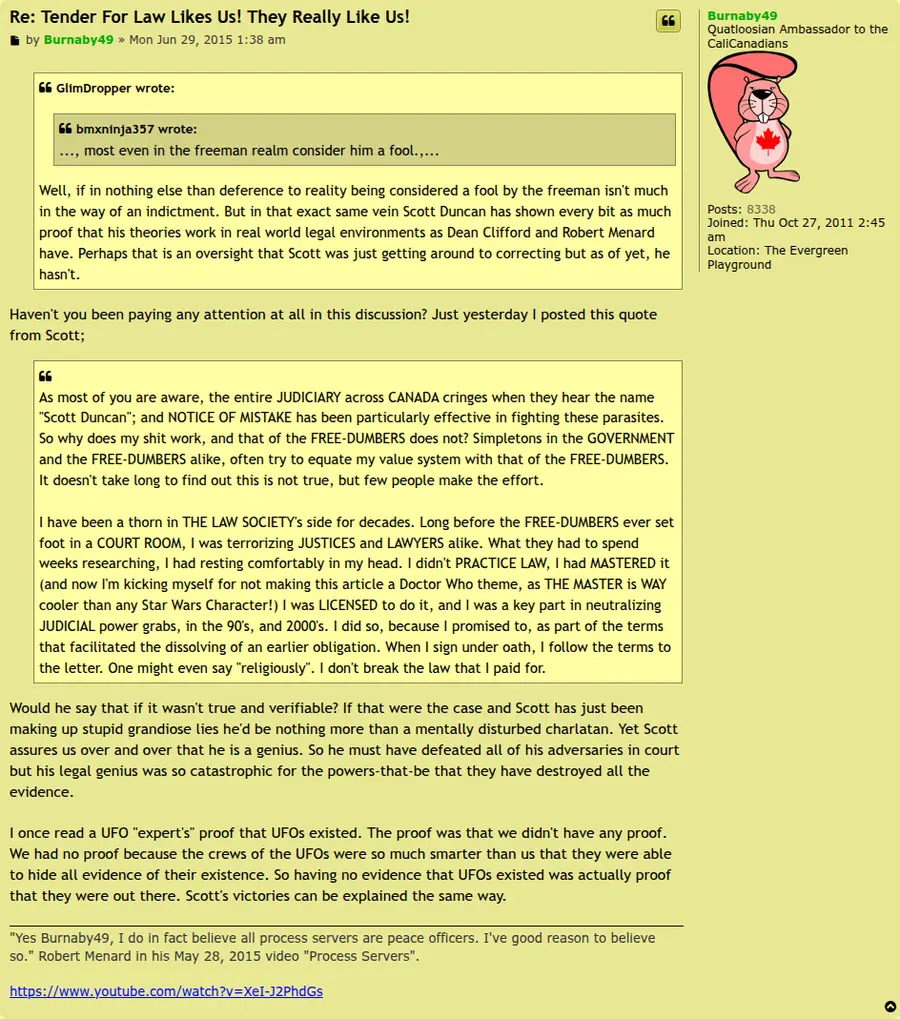 Re: Tender For Law Likes Us! They Really Like Us!
by Burnaby49 » Mon Jun 29, 2015 1:38 am
GlimDropper wrote:
bmxninja357 wrote:
..., most even in the freeman realm consider him a fool.,...
Well, if in nothing else than deference to reality being considered a fool by the freeman isn't much
in the way of an indictment. But in that exact same vein Scott Duncan has shown every bit as much
proof that his theories work in real world legal environments as Dean Clifford and Robert Menard
have. Perhaps that is an oversight that Scott was just getting around to correcting but as of yet, he
hasn't.
Haven't you been paying any attention at all in this discussion? Just yesterday I posted this quote
from Scott;
As most of you are aware, the entire JUDICIARY across CANADA cringes when they hear the name
"Scott Duncan"; and NOTICE OF MISTAKE has been particularly effective in fighting these parasites.
So why does my shit work, and that of the FREE-DUMBERS does not? Simpletons in the GOVERNMENT
and the FREE-DUMBERS alike, often try to equate my value system with that of the FREE-DUMBERS.
It doesn't take long to find out this is not true, but few people make the effort.
I have been a thorn in THE LAW SOCIETY's side for decades. Long before the FREE-DUMBERS ever set
foot in a COURT ROOM, I was terrorizing JUSTICES and LAWYERS alike. What they had to spend
weeks researching, I had resting comfortably in my head. I didn't PRACTICE LAW, I had MASTERED it
(and now I'm kicking myself for not making this article a Doctor Who theme, as THE MASTER is WAY
cooler than any Star Wars Character!) I was LICENSED to do it, and I was a key part in neutralizing
JUDICIAL power grabs, in the 90's, and 2000's. I did so, because I promised to, as part of the terms
that facilitated the dissolving of an earlier obligation. When I sign under oath, I follow the terms to
the letter. One might even say "religiously". I don't break the law that I paid for.
Would he say that if it wasn't true and verifiable? If that were the case and Scott has just been
making up stupid grandiose lies he'd be nothing more than a mentally disturbed charlatan. Yet Scott
assures us over and over that he is a genius. So he must have defeated all of his adversaries in court
but his legal genius was so catastrophic for the powers-that-be that they have destroyed all the
evidence.
I once read a UFO "expert's" proof that UFOs existed. The proof was that we didn't have any proof.
We had no proof because the crews of the UFOs were so much smarter than us that they were able
to hide all evidence of their existence. So having no evidence that UFOs existed was actually proof
that they were out there. Scott's victories can be explained the same way.
"Yes Burnaby49, I do in fact believe all process servers are peace officers. I've good reason to believe
so." Robert Menard in his May 28, 2015 video "Process Servers".
https://www.youtube.com/watch?v=XeI-J2PhdGs
Burnaby49
Quatloosian Ambassador to the
CaliCanadians
Posts: 8338
Joined: Thu Oct 27, 2011 2:45
am
Location: The Evergreen
Playground